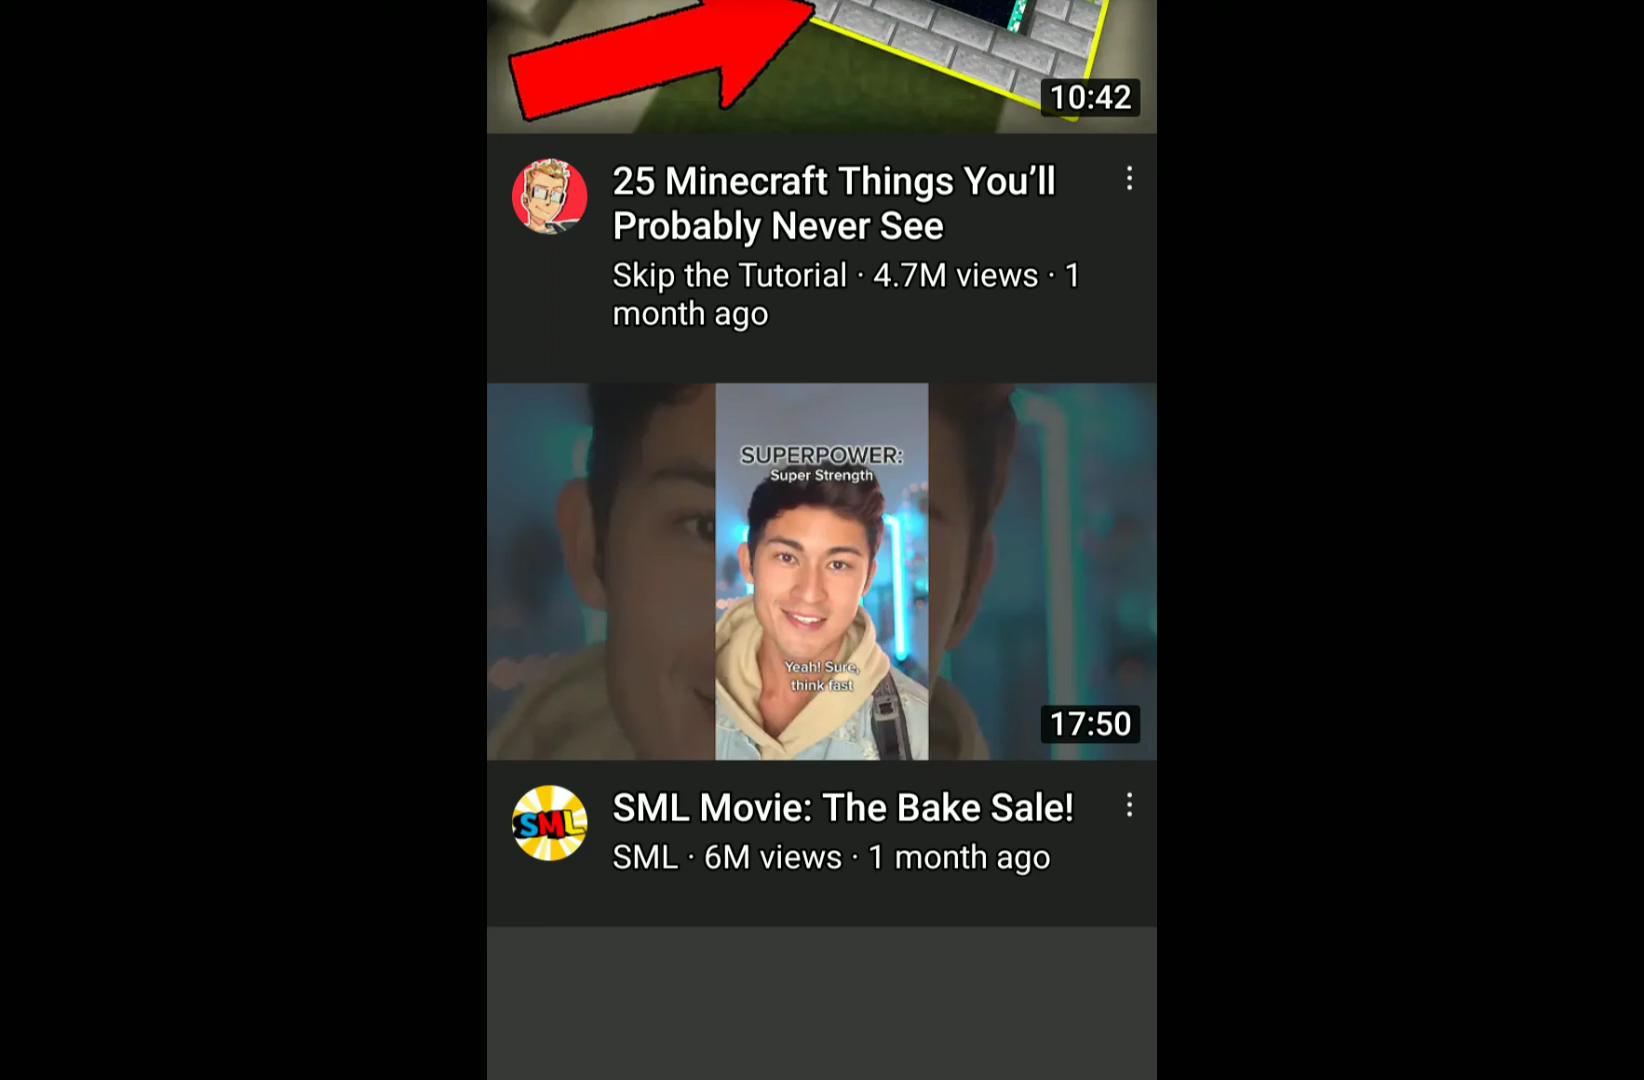 10:42
25 Minecraft Things You’ll
Probably Never See
Skip the Tutorial · 4.7M views · 1
month ago
SUPERPOWER:
Super Strength
Yeah! Sure,
think fast
17:50
SML
SML Movie: The Bake Sale!
SML · 6M views · 1 month ago